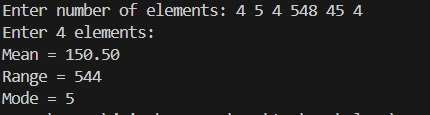 Enter number of elements: 4 5 4 548 45 4
Enter 4 elements:
Mean = 150.50
Range = 544
Mode = 5